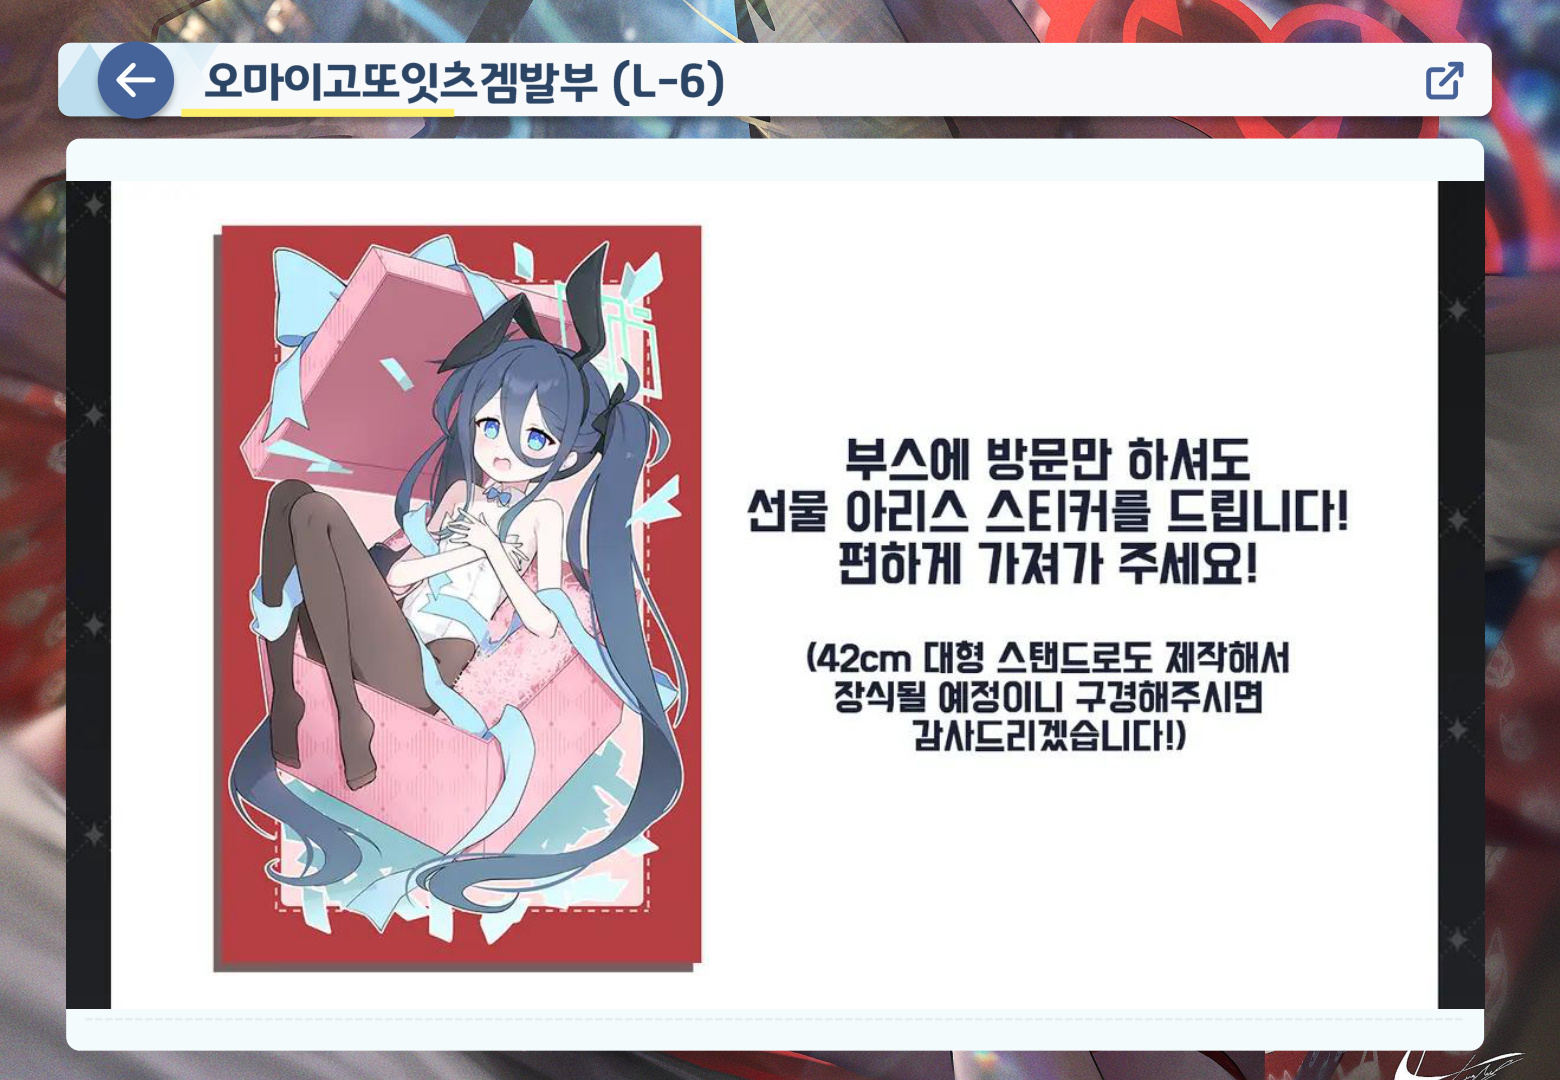 오마이고또잇츠겜발부 (L-6)
부스에 방문만 하셔도
선물 아리스 스티커를 드립니다!
편하게 가져가 주세요!
(42cm 대형 스탠드로도 제작해서
장식될 예정이니 구경해주시면
감사드리겠습니다!)